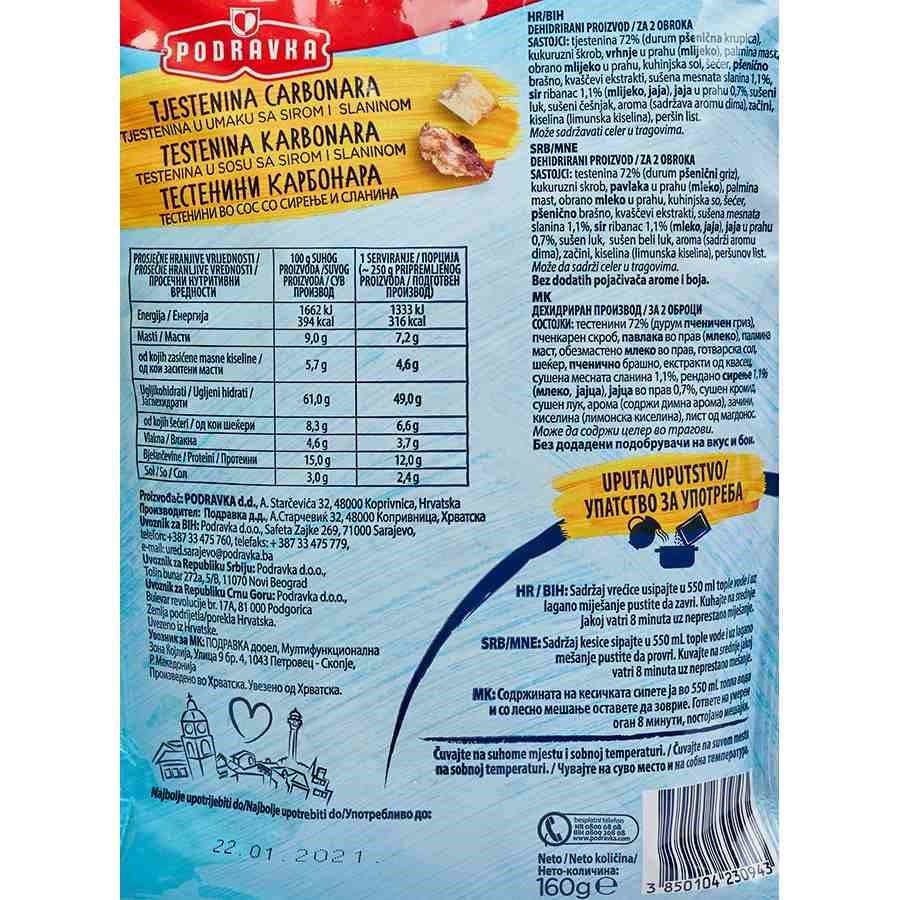 PODRAVKA
TJESTENINA CARBONARA
TJESTENINA U UMAKU SA SIROM I SLANINOM
TESTENINA KARBONARA
TESTENINA U SOSU SA SIROM I SLANINOM
ТЕСТЕНИНИ КАРБОНАРА
ТЕСТЕНИНИ ВО СОС СО СИРЕЊЕ И СЛАНИНА
PROSJEČNE HRANJIVE VRIJEDNOSTI / PROSEČNE HRANLJIVE VREDNOSTI / ПРОСЕЧНИ НУТРИТИВНИ ВРЕДНОСТИ
100 g SUHOG PROIZVODA /SUVOG PROIZVODA / СУВ ПРОИЗВОД
1 SERVIRANJE / ПОРЦИЈА (~ 250 g PRIPREMLJENOG PROIZVODA / ПОДГОТВЕН ПРОИЗВОД)
Energija / Енергија 1662 kJ 394 kcal 1333 kJ 316 kcal
Masti / Масти 9,0 g 7,2 g
od kojih zasićene masne kiseline / од кои заситени масти 5,7 g 4,6 g
Ugljikohidrati / Ugljeni hidrati / Јаглехидрати 61,0 g 49,0 g
od kojih šećeri / од кои шеќери 8,3 g 6,6 g
Vlakna / Влакна 4,6 g 3,7 g
Bjelančevine / Proteini / Протеини 15,0 g 12,0 g
Sol / So / Сол 3,0 g 2,4 g
Proizvođač: PODRAVKA d.d., A. Starčevića 32, 48000 Koprivnica, Hrvatska
Производител: Подравка д.д., А.Старчевиќ 32, 48000 Копривница, Хрватска
Uvoznik za BIH: Podravka d.o.o., Safeta Zajke 269, 71000 Sarajevo,
telefon:+387 33 475 760, telefaks: + 387 33 475 779,
e-mail: ured.sarajevo@podravka.ba
Uvoznik za Republiku Srbiju: Podravka d.o.o.,
Tošin bunar 272a, 5/B, 11070 Novi Beograd
Uvoznik za Republiku Crnu Goru: Podravka d.o.o.,
Bulevar revolucije br. 17A, 81 000 Podgorica
Zemlja podrijetla/porekla Hrvatska.
Uvezeno iz Hrvatske.
Увозник за МК: ПОДРАВКА дооел, Мултифункционална
Зона Којлија, Улица 9 бр. 4, 1043 Петровец - Скопје,
Р.Македонија
Произведено во Хрватска. Увезено од Хрватска.
Najbolje upotrijebiti do/Najbolje upotrebiti do/Употребливо до:
22.01.2021.
HR/BIH
DEHIDRIRANI PROIZVOD / ZA 2 OBROKA
SASTOJCI: tjestenina 72% (durum pšenična krupica),
kukuruzni škrob, vrhnje u prahu (mlijeko), palmina mast,
obrano mlijeko u prahu, kuhinjska sol, šećer, pšenično
brašno, kvaščevi ekstrakti, sušena mesnata slanina 1,1%,
sir ribanac 1,1% (mlijeko, jaja), jaja u prahu 0,7%, sušeni
luk, sušeni češnjak, aroma (sadržava aromu dima), začini,
kiselina (limunska kiselina), peršin list.
Može sadržavati celer u tragovima.
SRB/MNE
DEHIDRIRANI PROIZVOD / ZA 2 OBROKA
SASTOJCI: testenina 72% (durum pšenični griz),
kukuruzni skrob, pavlaka u prahu (mleko), palmina
mast, obrano mleko u prahu, kuhinjska so, šećer,
pšenično brašno, kvaščevi ekstrakti, sušena mesnata
slanina 1,1%, sir ribanac 1,1% (mleko, jaja), jaja u prahu
0,7%, sušen luk, sušen beli luk, aroma (sadrži aromu
dima), začini, kiselina (limunska kiselina), peršunov list.
Može da sadrži celer u tragovima.
Bez dodatih pojačivača arome i boja.
MK
ДЕХИДРИРАН ПРОИЗВОД / ЗА 2 ОБРОЦИ
СОСТОЈКИ: тестенини 72% (дурум пченичен гриз),
пченкарен скроб, павлака во прав (млеко), палмина
маст, обезмастено млеко во прав, готварска сол,
шеќер, пченично брашно, екстракти од квасец,
сушена месната сланина 1,1%, рендано сирење 1,1%
(млеко, јајца), јајца во прав 0,7%, сушен кромид,
сушен лук, арома (содржи димна арома), зачини,
киселина (лимонска киселина), лист од магдонос.
Може да содржи целер во трагови.
Без додадени подобрувачи на вкус и бои.
UPUTA/UPUTSTVO/
УПАТСТВО ЗА УПОТРЕБА
HR / BIH: Sadržaj vrećice usipajte u 550 ml tople vode i uz
lagano miješanje pustite da zavri. Kuhajte na srednje
jakoj vatri 8 minuta uz neprestano miješanje.
SRB/MNE: Sadržaj kesice sipajte u 550 mL tople vode i uz lagano
mešanje pustite da provri. Kuvajte na srednje jakoj
vatri 8 minuta uz neprestano mešanje.
МК: Содржината на кесичката сипете ја во 550 mL топла вода
и со лесно мешање оставете да зоврие. Гответе на умерен
оган 8 минути, постојано мешајќи.
Čuvajte na suhome mjestu i sobnoj temperaturi. / Čuvajte na suvom mestu
na sobnoj temperaturi. / Чувајте на суво место и на собна температура.
besplatni telefon
HR 0800 68 08
BIH 0800 306 08
www.podravka.com
Neto / Neto količina/
Нето-количина:
160g e
3 850104 230943